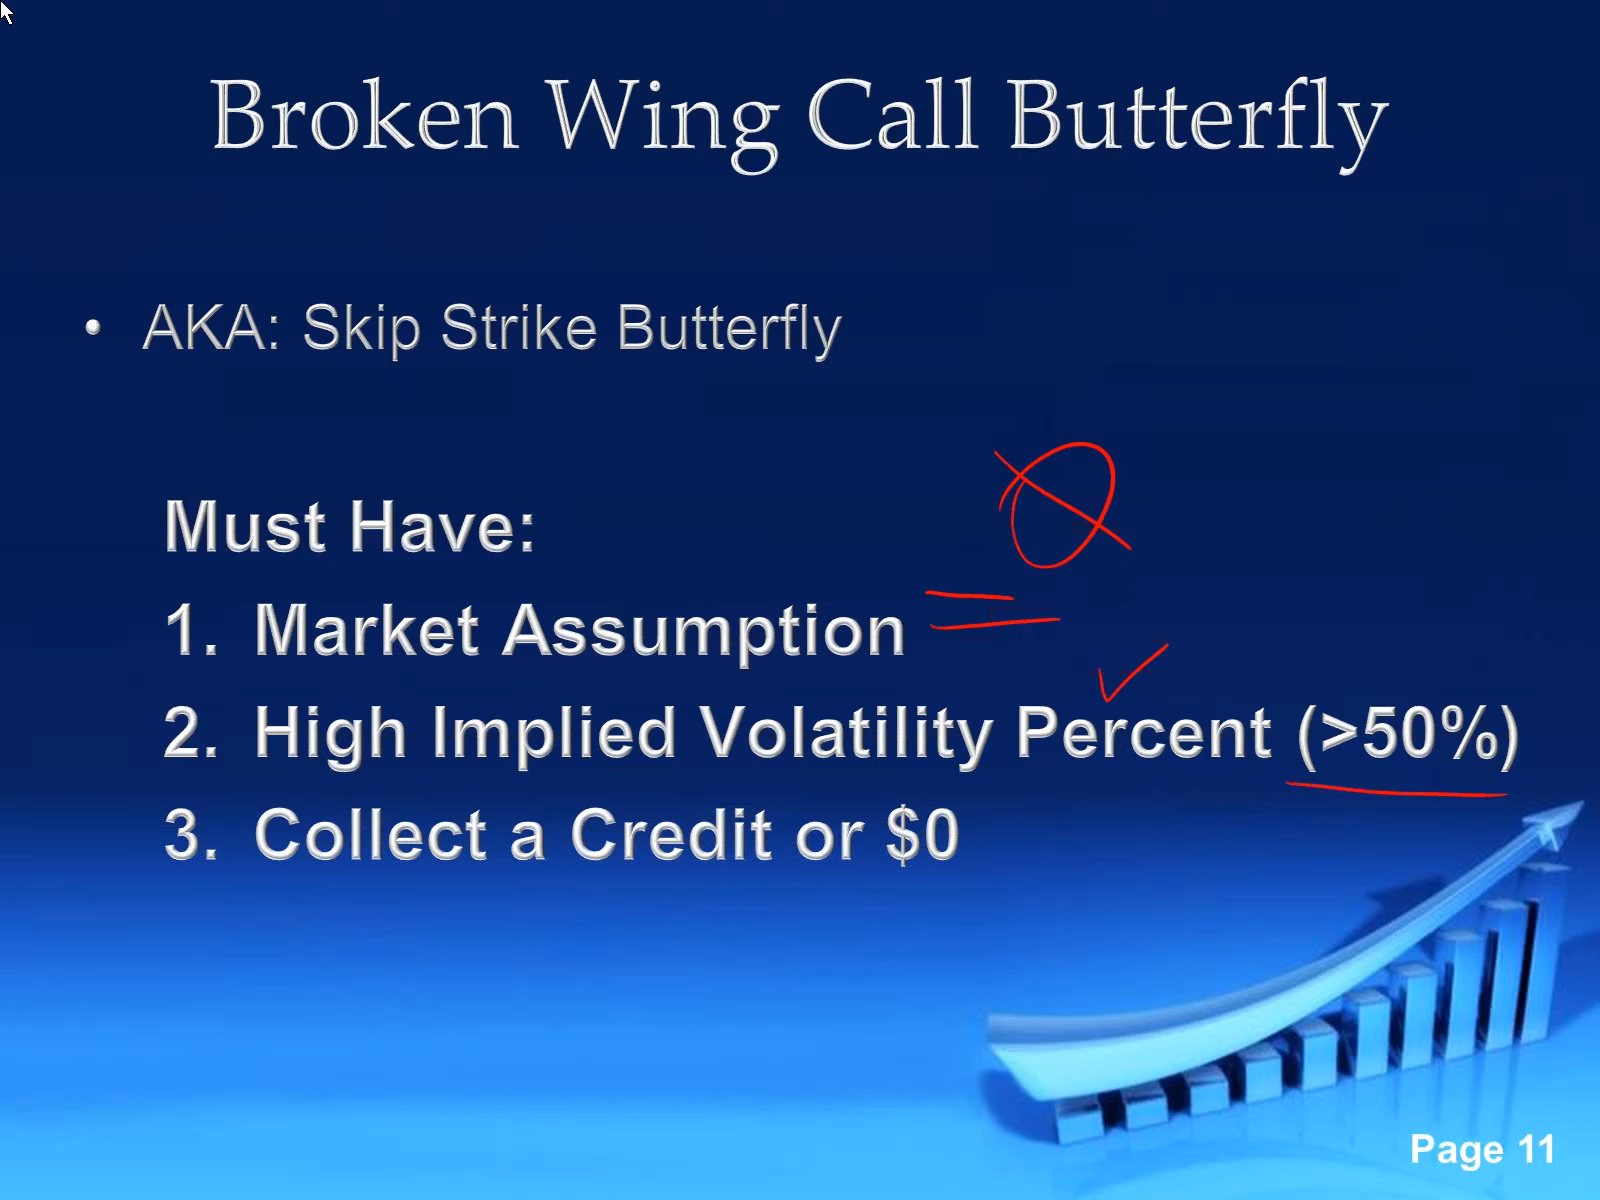 Broken Wing Call Butterfly
• AKA: Skip Strike Butterfly
Must Have:
1. Market Assumption
2. High Implied Volatility Percent (>50%)
3. Collect a Credit or $0
Page 11